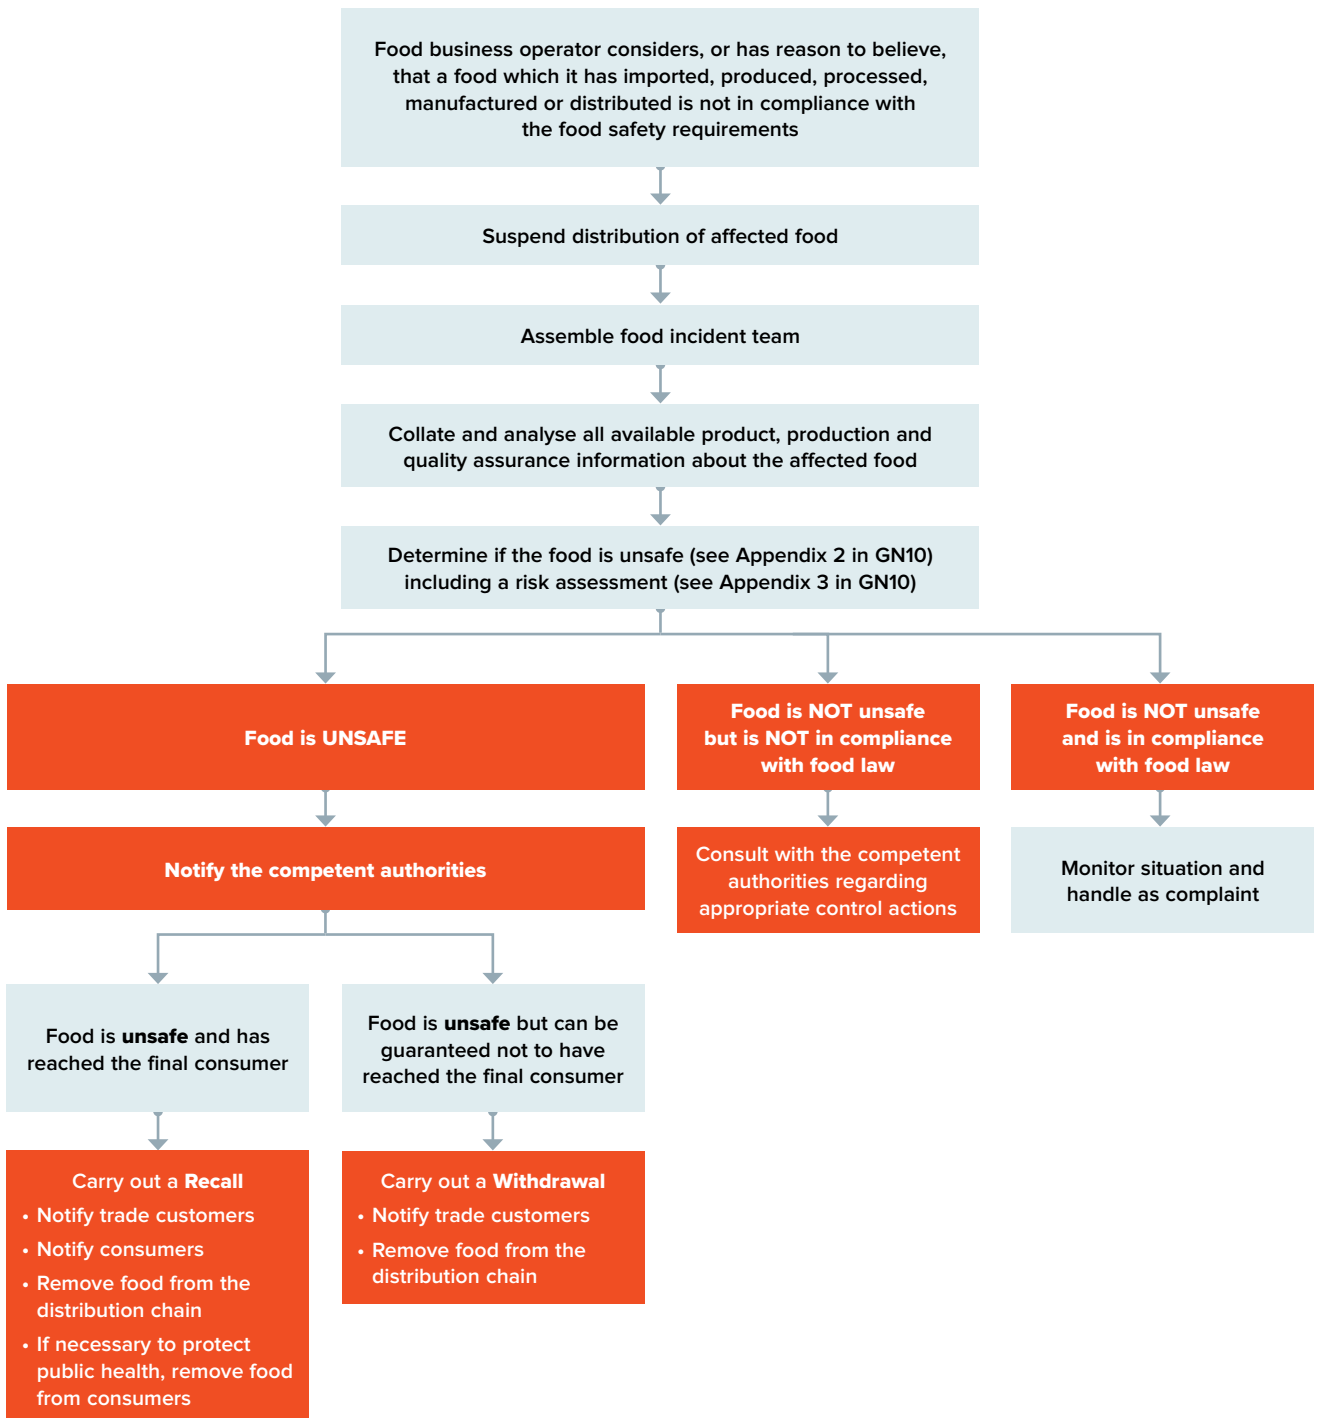 Food business operator considers, or has reason to believe,
that a food which it has imported, produced, processed,
manufactured or distributed is not in compliance with
the food safety requirements
Suspend distribution of affected food
Assemble food incident team
Collate and analyse all available product, production and
quality assurance information about the affected food
Determine if the food is unsafe (see Appendix 2 in GN10)
including a risk assessment (see Appendix 3 in GN10)
Food is UNSAFE
Food is NOT unsafe
but is NOT in compliance
with food law
Food is NOT unsafe
and is in compliance
with food law
Notify the competent authorities
Consult with the competent
authorities regarding
appropriate control actions
Monitor situation and
handle as complaint
Food is unsafe and has
reached the final consumer
Food is unsafe but can be
guaranteed not to have
reached the final consumer
Carry out a Recall
• Notify trade customers
• Notify consumers
• Remove food from the
distribution chain
• If necessary to protect
public health, remove food
from consumers
Carry out a Withdrawal
• Notify trade customers
• Remove food from the
distribution chain